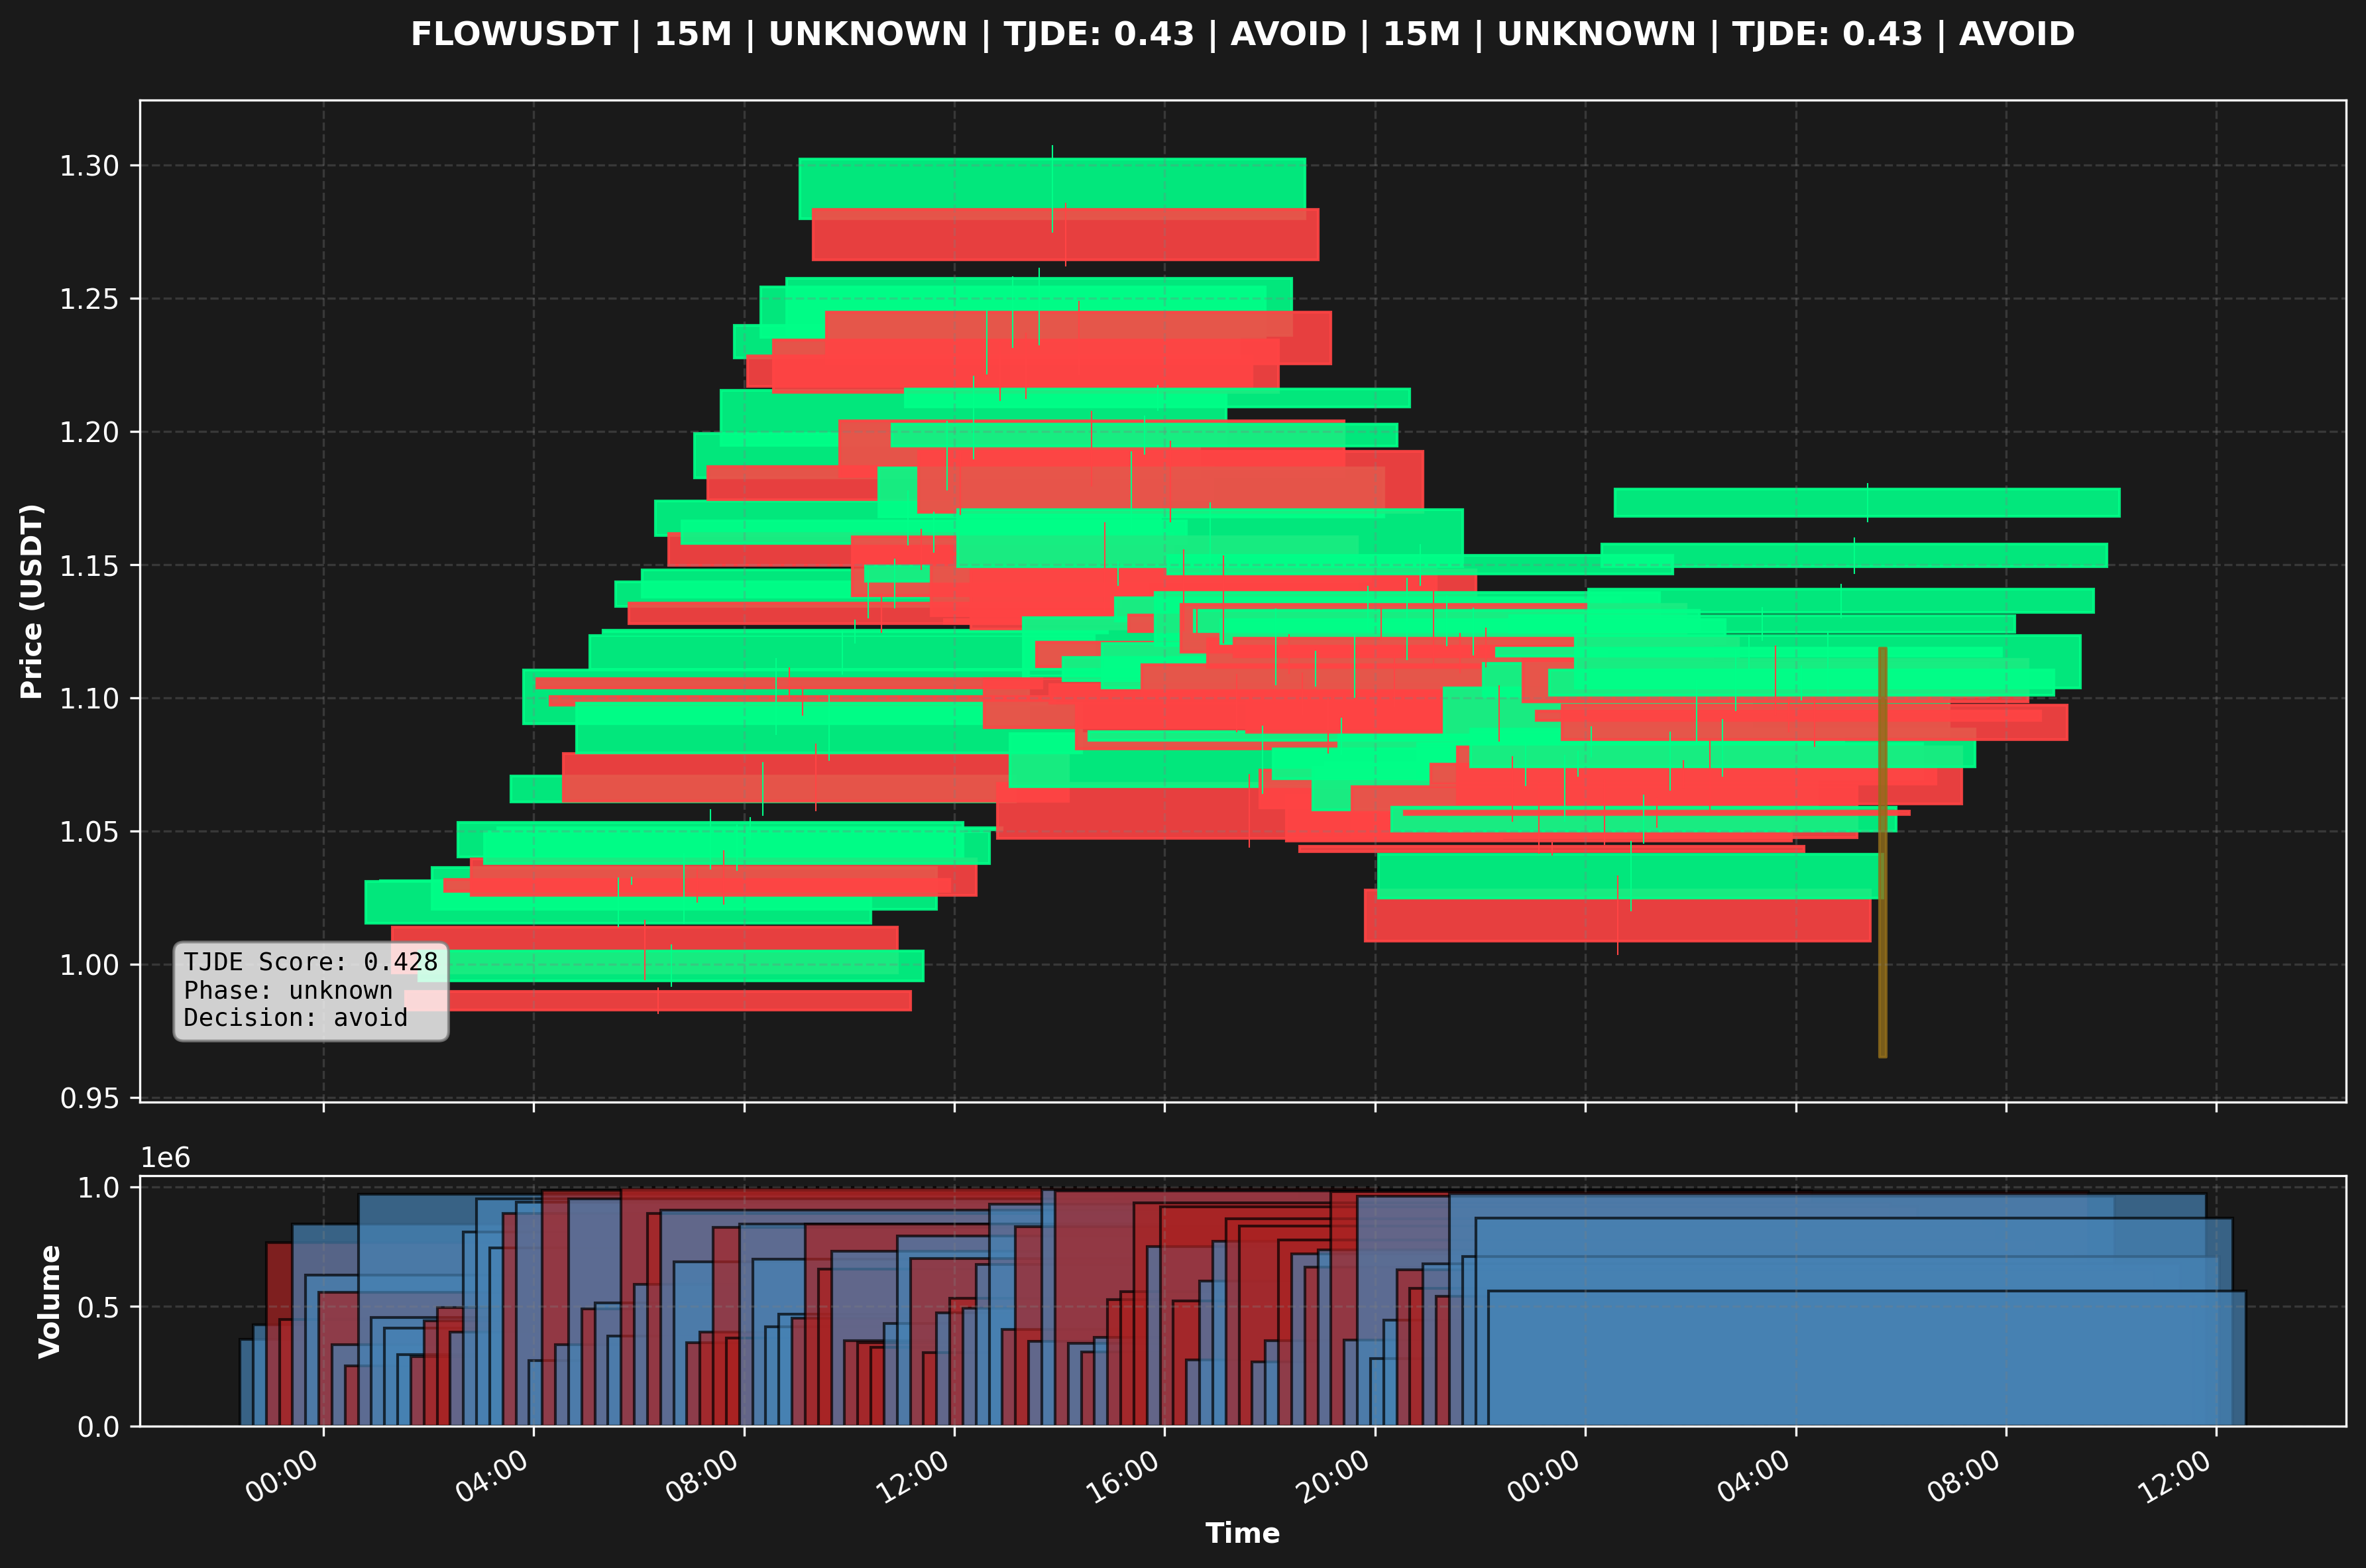 FLOWUSDT | 15M | UNKNOWN | TJDE: 0.43 | AVOID | 15M | UNKNOWN | TJDE: 0.43 | AVOID
Price (USDT)
1.30
1.25
1.20
1.15
1.10
1.05
1.00
0.95
TJDE Score: 0.428
Phase: unknown
Decision: avoid
1e6
Volume
1.0
0.5
0.0
00:00
04:00
08:00
12:00
16:00
20:00
00:00
04:00
08:00
12:00
Time